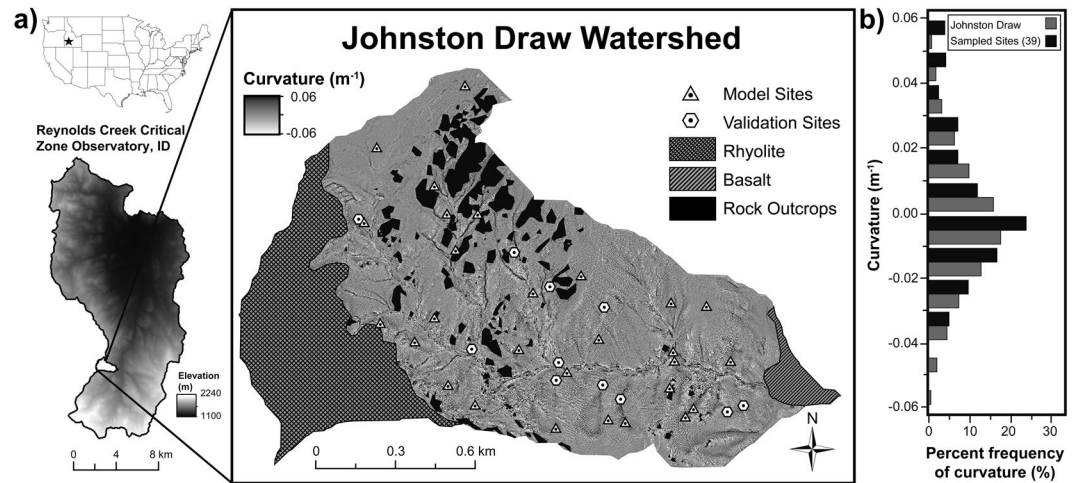 a)
Reynolds Creek Critical
Zone Observatory, ID
Elevation
(m)
2240
1100
0 4 8 km
Johnston Draw Watershed
Curvature (m-1)
0.06
-0.06
Model Sites
Validation Sites
Rhyolite
Basalt
Rock Outcrops
0 0.3 0.6 km
N
b)
Johnston Draw
Sampled Sites (39)
Curvature (m-1)
0.06
0.04
0.02
0.00
-0.02
-0.04
-0.06
0 10 20 30
Percent frequency
of curvature (%)